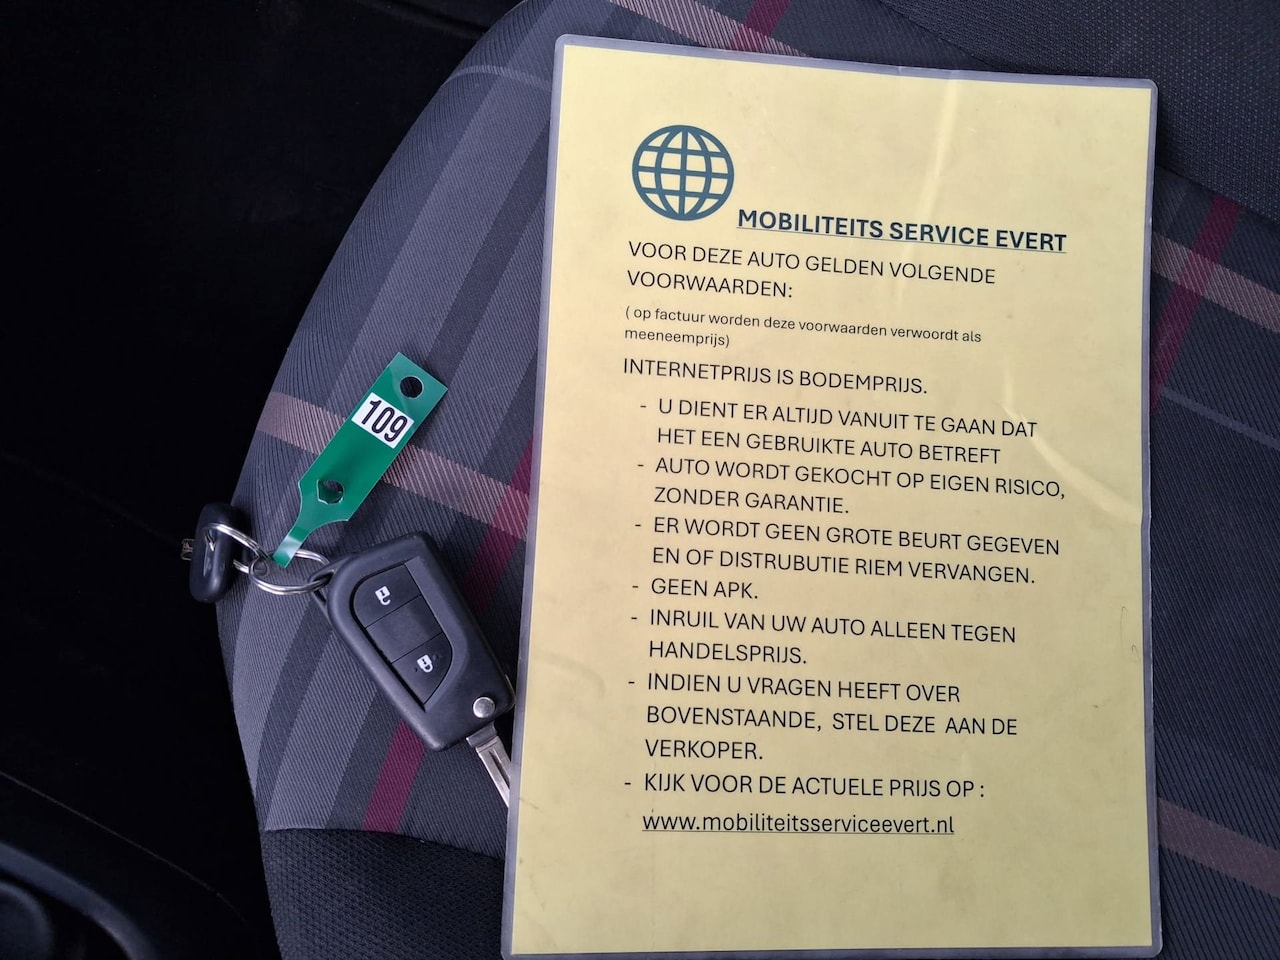 109
MOBILITEITS SERVICE EVERT
VOOR DEZE AUTO GELDEN VOLGENDE
VOORWAARDEN:
( op factuur worden deze voorwaarden verwoordt als
meeneemprijs)
INTERNETPRIJS IS BODEMPRIJS.
- U DIENT ER ALTIJD VANUIT TE GAAN DAT
HET EEN GEBRUIKTE AUTO BETREFT
- AUTO WORDT GEKOCHT OP EIGEN RISICO,
ZONDER GARANTIE.
- ER WORDT GEEN GROTE BEURT GEGEVEN
EN OF DISTRUBUTIE RIEM VERVANGEN.
- GEEN APK.
- INRUIL VAN UW AUTO ALLEEN TEGEN
HANDELSPRIJS.
- INDIEN U VRAGEN HEEFT OVER
BOVENSTAANDE, STEL DEZE AAN DE
VERKOPER.
- KIJK VOOR DE ACTUELE PRIJS OP :
www.mobiliteitsserviceevert.nl